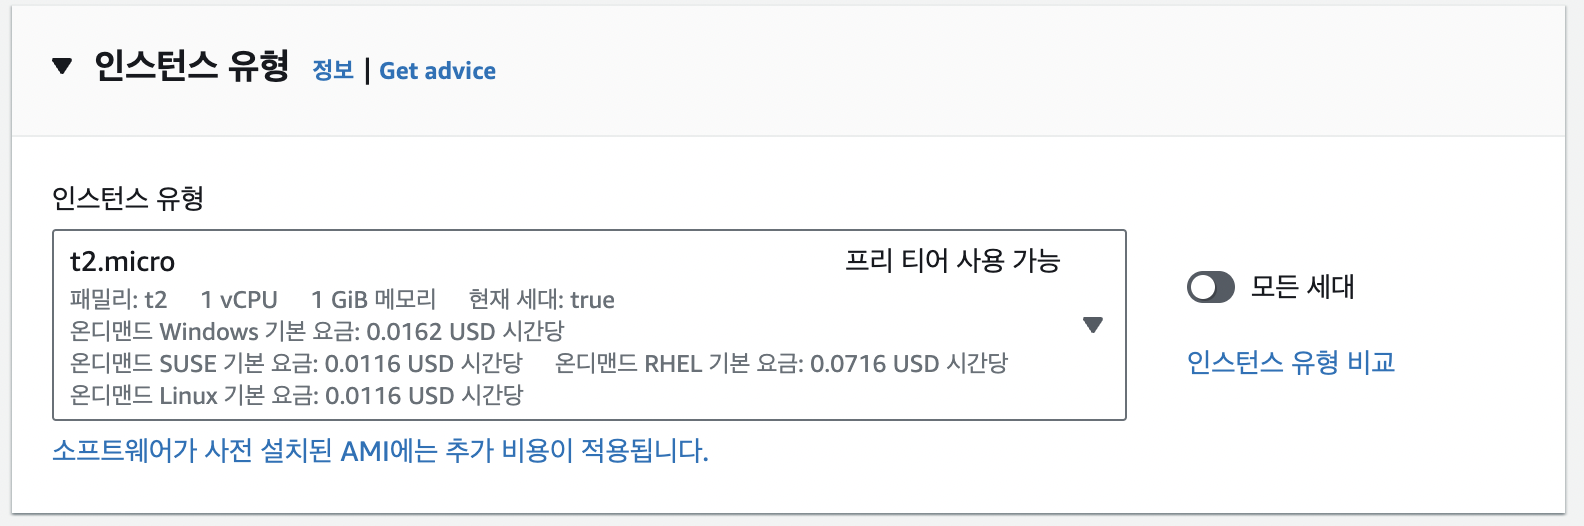 ▼ 인스턴스 유형 정보 | Get advice
인스턴스 유형
t2.micro 프리 티어 사용 가능
패밀리: t2 1 vCPU 1 GiB 메모리 현재 세대: true
온디맨드 Windows 기본 요금: 0.0162 USD 시간당
온디맨드 SUSE 기본 요금: 0.0116 USD 시간당 온디맨드 RHEL 기본 요금: 0.0716 USD 시간당
온디맨드 Linux 기본 요금: 0.0116 USD 시간당
모든 세대
인스턴스 유형 비교
소프트웨어가 사전 설치된 AMI에는 추가 비용이 적용됩니다.